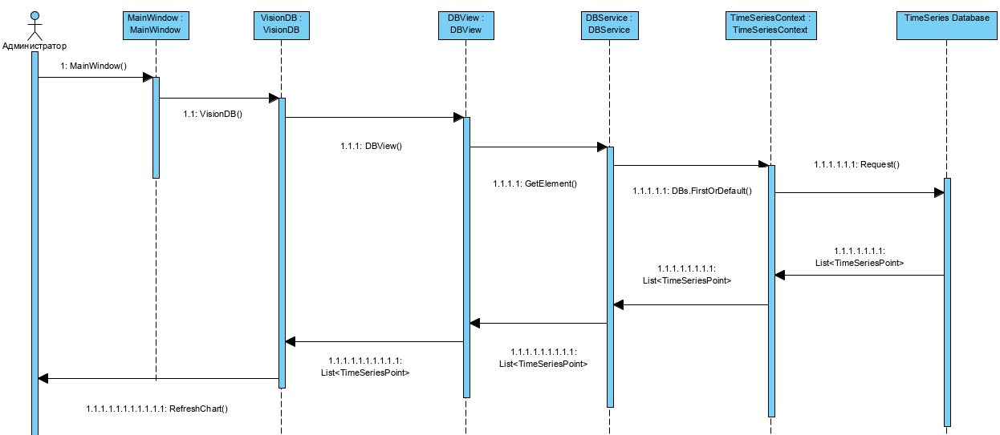 MainWindow :
MainWindow
VisionDB :
VisionDB
DBView :
DBView
DBService :
DBService
TimeSeriesContext :
TimeSeriesContext
TimeSeries Database
Администратор
1: MainWindow()
1.1: VisionDB()
1.1.1: DBView()
1.1.1.1: GetElement()
1.1.1.1.1: DBs.FirstOrDefault()
1.1.1.1.1.1: Request()
1.1.1.1.1.1.1:
List<TimeSeriesPoint>
1.1.1.1.1.1.1.1:
List<TimeSeriesPoint>
1.1.1.1.1.1.1.1.1:
List<TimeSeriesPoint>
1.1.1.1.1.1.1.1.1.1:
List<TimeSeriesPoint>
1.1.1.1.1.1.1.1.1.1.1: RefreshChart()